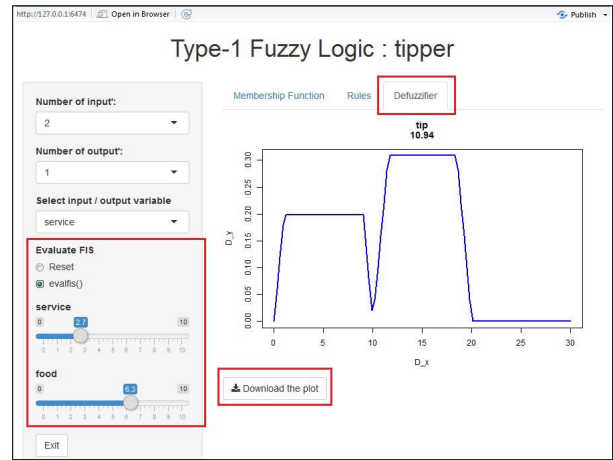 http://127.0.0.1:6474
Open in Browser
Publish
Type-1 Fuzzy Logic : tipper
Number of input':
2
Number of output':
1
Select input / output variable
service
Evaluate FIS
Reset
evalfis()
service
0 2.7 10
0 1 2 3 4 5 6 7 8 9 10
food
0 6.3 10
0 1 2 3 4 5 6 7 8 9 10
Exit
Membership Function Rules Defuzzifier
tip
10.94
D_Y
0.30
0.25
0.20
0.15
0.10
0.05
0.00
0 5 10 15 20 25 30
D_x
Download the plot